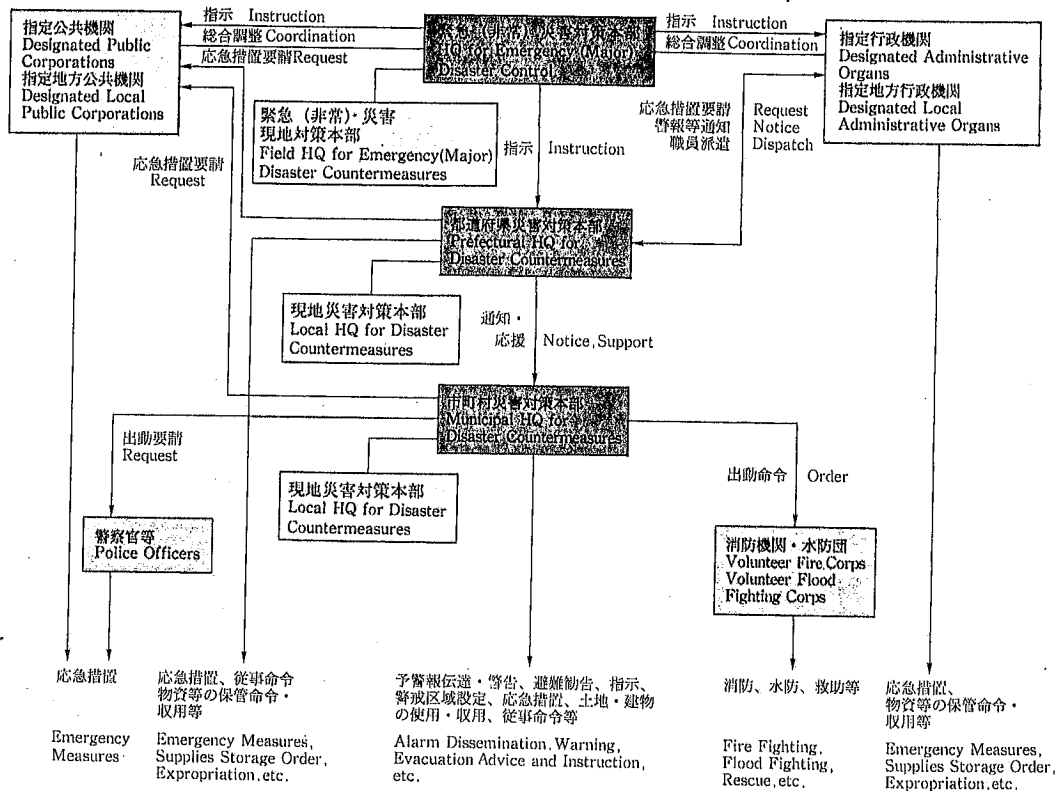 指示 Instruction
総合調整 Coordination
応急措置要請 Request
指定公共機関
Designated Public
Corporations
指定地方公共機関
Designated Local
Public Corporations
緊急(非常)災害対策本部
HQ for Emergency (Major)
Disaster Control
指示 Instruction
総合調整 Coordination
指定行政機関
Designated Administrative
Organs
指定地方行政機関
Designated Local
Administrative Organs
緊急 (非常)・災害
現地対策本部
Field HQ for Emergency(Major)
Disaster Countermeasures
応急措置要請
Request
指示 Instruction
応急措置要請 Request
警報等通知 Notice
職員派遣 Dispatch
都道府県災害対策本部
Prefectural HQ for
Disaster Countermeasures
現地災害対策本部
Local HQ for Disaster
Countermeasures
通知・
応援 Notice, Support
市町村災害対策本部
Municipal HQ for
Disaster Countermeasures
出動要請
Request
現地災害対策本部
Local HQ for Disaster
Countermeasures
出動命令 Order
警察官等
Police Officers
消防機関・水防団
Volunteer Fire Corps
Volunteer Flood
Fighting Corps
応急措置
Emergency
Measures
応急措置、従事命令
物資等の保管命令・
収用等
Emergency Measures,
Supplies Storage Order,
Expropriation, etc.
予警報伝達・警告、避難勧告、指示、
警戒区域設定、応急措置、土地・建物
の使用・収用、従事命令等
Alarm Dissemination, Warning,
Evacuation Advice and Instruction,
etc.
消防、水防、救助等
Fire Fighting,
Flood Fighting,
Rescue, etc.
応急措置、
物資等の保管命令・
収用等
Emergency Measures,
Supplies Storage Order,
Expropriation, etc.